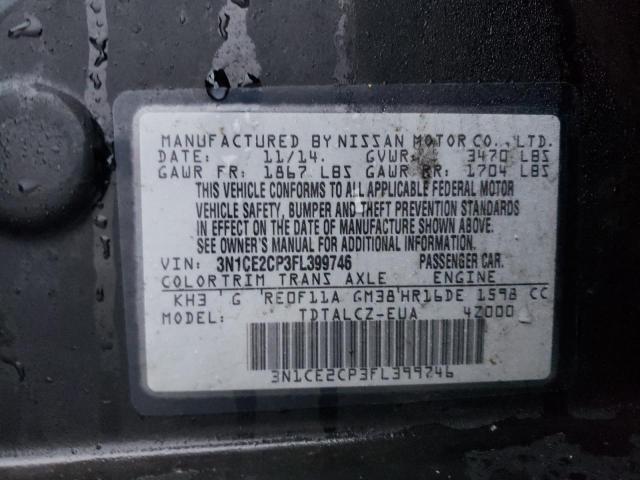 MANUFACTURED BY NISSAN MOTOR CO., LTD.
DATE: 11/14. GVWR: 3470 LBS
GAWR FR: 1867 LBS GAWR RR: 1704 LBS
THIS VEHICLE CONFORMS TO ALL APPLICABLE FEDERAL MOTOR
VEHICLE SAFETY, BUMPER AND THEFT PREVENTION STANDARDS
IN EFFECT ON THE DATE OF MANUFACTURE SHOWN ABOVE.
SEE OWNER'S MANUAL FOR ADDITIONAL INFORMATION.
VIN: 3N1CE2CP3FL399746 PASSENGER CAR.
COLORTRIM TRANS AXLE ENGINE
KH3 'G 'RE0F11A GM38'HR16DE 1598 CC
MODEL: TDTALCZ-EUA 4Z000
3N1CE2CP3FL399746